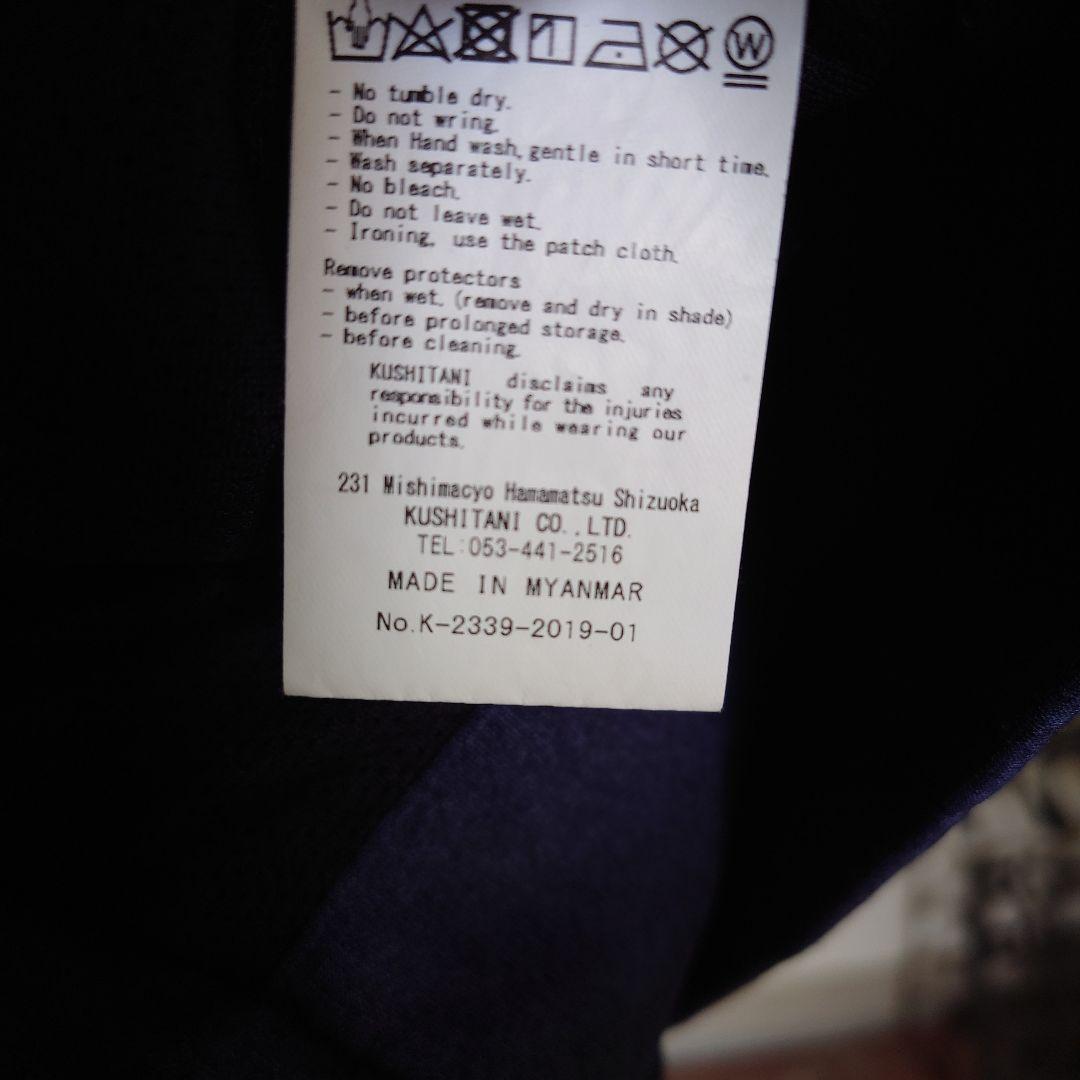 W
- No tumble dry.
- Do not wring.
- When Hand wash, gentle in short time.
- Wash separately.
- No bleach.
- Do not leave wet.
- Ironing, use the patch cloth.
Remove protectors
- when wet. (remove and dry in shade)
- before prolonged storage.
- before cleaning.
KUSHITANI disclaims any
responsibility for the injuries
incurred while wearing our
products.
231 Mishimacyo Hamamatsu Shizuoka
KUSHITANI CO.,LTD.
TEL:053-441-2516
MADE IN MYANMAR
No.K-2339-2019-01